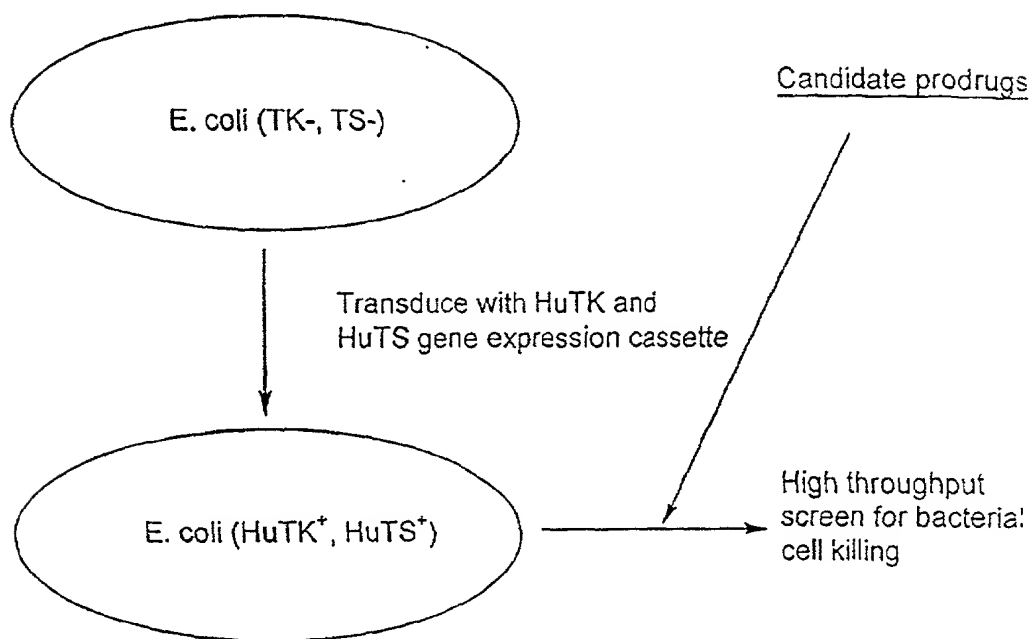 E. coli (TK-, TS-)
Candidate prodrugs
Transduce with HuTK and
HuTS gene expression cassette
E. coli (HuTK⁺, HuTS⁺)
High throughput
screen for bacterial
cell killing